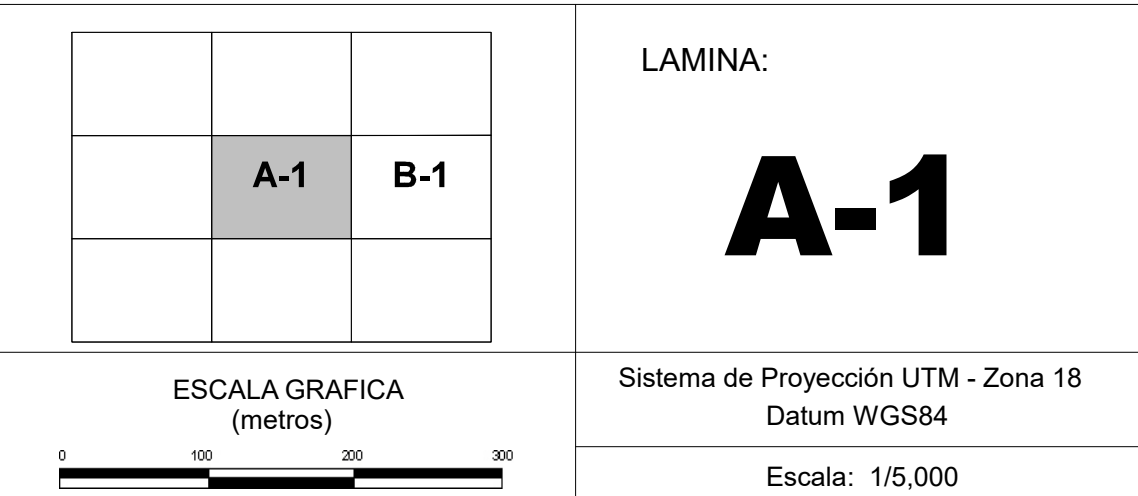 A-1 B-1
LAMINA:
A-1
ESCALA GRAFICA
(metros)
0 100 200 300
Sistema de Proyección UTM - Zona 18
Datum WGS84
Escala: 1/5,000